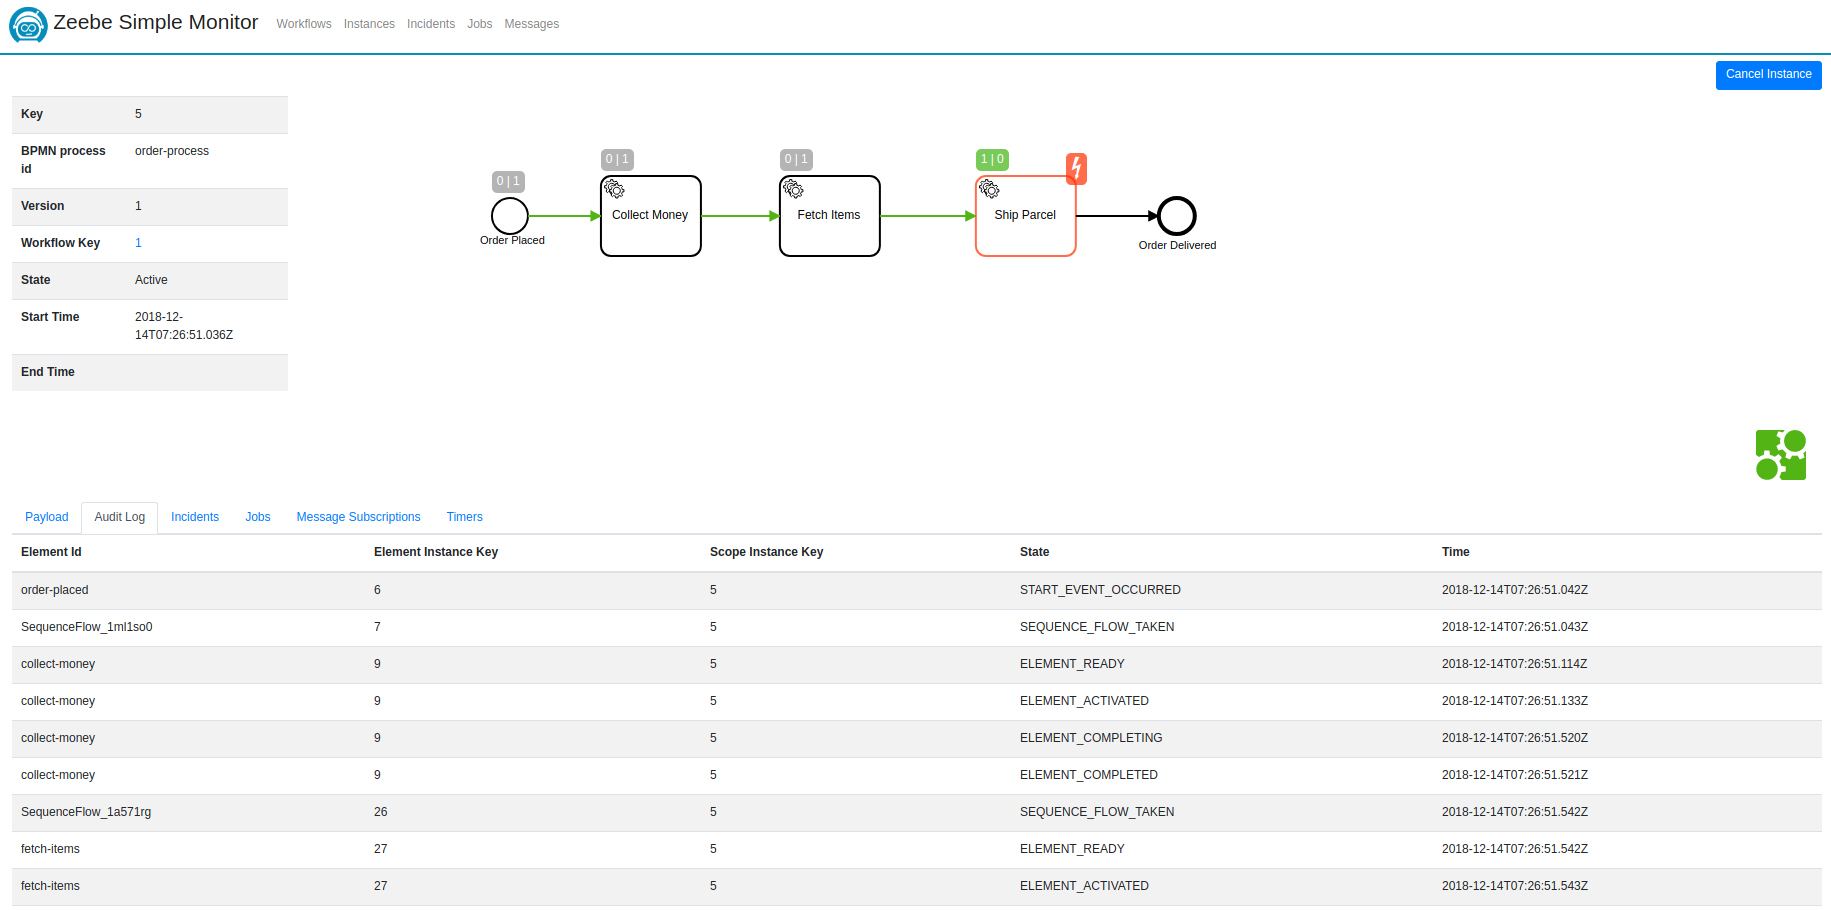 Zeebe Simple Monitor Workflows Instances Incidents Jobs Messages
Cancel Instance
Key 5
BPMN process id order-process
Version 1
Workflow Key 1
State Active
Start Time 2018-12-
14T07:26:51.036Z
End Time
0 | 1 0 | 1 0 | 1 1 | 0
Collect Money Fetch Items Ship Parcel
Order Placed Order Delivered
Payload Audit Log Incidents Jobs Message Subscriptions Timers
Element Id Element Instance Key Scope Instance Key State Time
order-placed 6 5 START_EVENT_OCCURRED 2018-12-14T07:26:51.042Z
SequenceFlow_1ml1so0 7 5 SEQUENCE_FLOW_TAKEN 2018-12-14T07:26:51.043Z
collect-money 9 5 ELEMENT_READY 2018-12-14T07:26:51.114Z
collect-money 9 5 ELEMENT_ACTIVATED 2018-12-14T07:26:51.133Z
collect-money 9 5 ELEMENT_COMPLETING 2018-12-14T07:26:51.520Z
collect-money 9 5 ELEMENT_COMPLETED 2018-12-14T07:26:51.521Z
SequenceFlow_1a571rg 26 5 SEQUENCE_FLOW_TAKEN 2018-12-14T07:26:51.542Z
fetch-items 27 5 ELEMENT_READY 2018-12-14T07:26:51.542Z
fetch-items 27 5 ELEMENT_ACTIVATED 2018-12-14T07:26:51.543Z